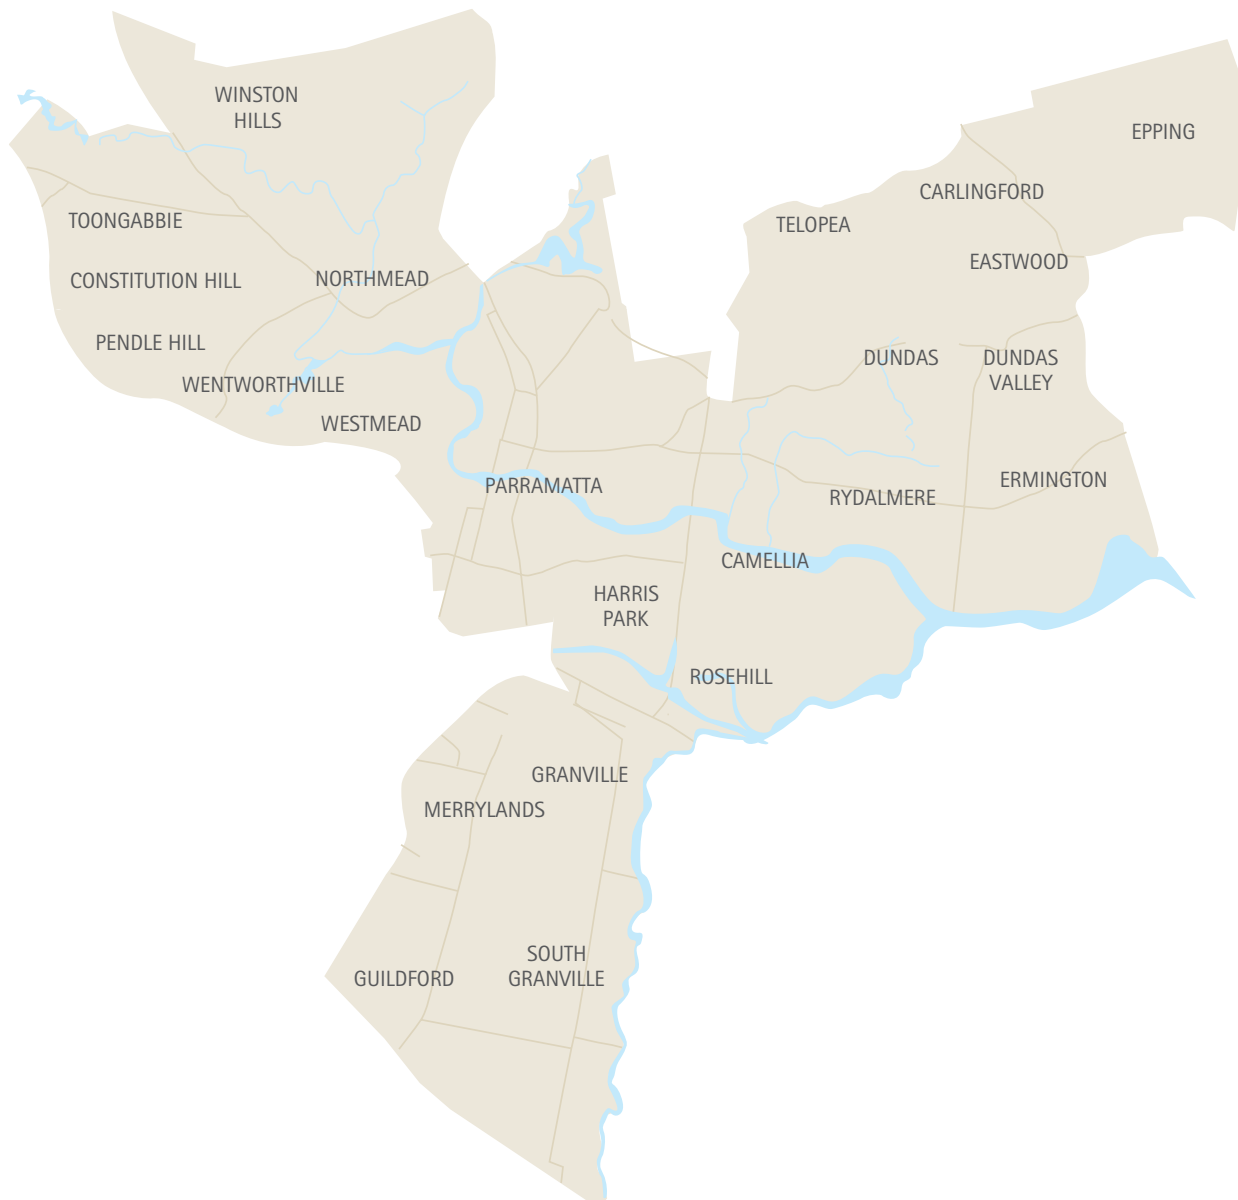 WINSTON
HILLS
EPPING
CARLINGFORD
TOONGABBIE
TELOPEA
EASTWOOD
CONSTITUTION HILL
NORTHMEAD
PENDLE HILL
DUNDAS
DUNDAS
VALLEY
WENTWORTHVILLE
WESTMEAD
PARRAMATTA
ERMINGTON
RYDALMERE
CAMELLIA
HARRIS
PARK
ROSEHILL
GRANVILLE
MERRYLANDS
SOUTH
GRANVILLE
GUILDFORD